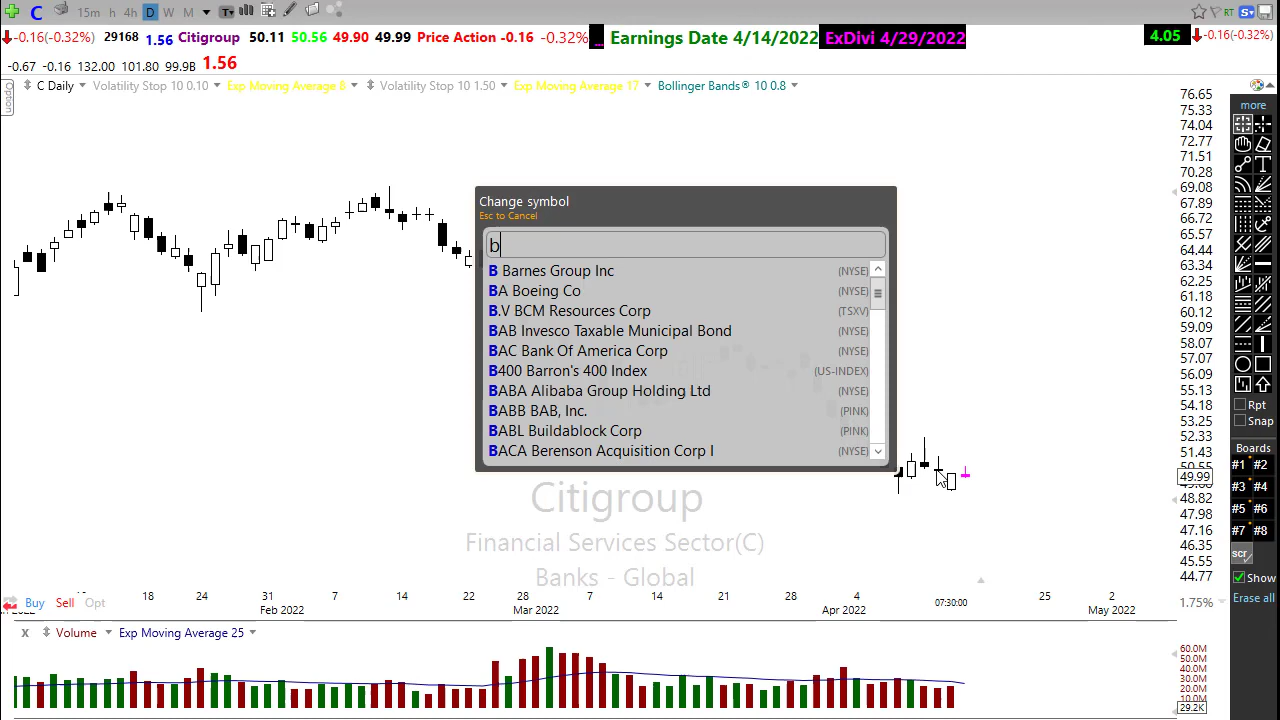 C 15m h 4h D W M T RT S
-0.16(-0.32%) 29168 1.56 Citigroup 50.11 50.56 49.90 49.99 Price Action -0.16 -0.32% ... Earnings Date 4/14/2022 ExDivi 4/29/2022 4.05 -0.16(-0.32%)
-0.67 -0.16 132.00 101.80 99.9B 1.56
Option
C Daily Volatility Stop 10 0.10 Exp Moving Average 8 Volatility Stop 10 1.50 Exp Moving Average 17 Bollinger Bands® 10 0.8
Change symbol
Esc to Cancel
b
B Barnes Group Inc (NYSE)
BA Boeing Co (NYSE)
B.V BCM Resources Corp (TSXV)
BAB Invesco Taxable Municipal Bond (NYSE)
BAC Bank Of America Corp (NYSE)
B400 Barron's 400 Index (US-INDEX)
BABA Alibaba Group Holding Ltd (NYSE)
BABB BAB, Inc. (PINK)
BABL Buildablock Corp (PINK)
BACA Berenson Acquisition Corp I (NYSE)
Citigroup
Financial Services Sector(C)
Banks - Global
76.65
75.33
74.04
72.77
71.51
70.28
69.08
67.89
66.72
65.57
64.44
63.34
62.25
61.18
60.12
59.09
58.07
57.07
56.09
55.13
54.18
53.25
52.33
51.43
50.55
49.99
48.82
47.98
47.16
46.35
45.55
44.77
more
T
Rpt
Snap
Boards
#1 #2
#3 #4
#5 #6
#7 #8
scr
Show
Erase all
Buy Sell Opt
18 24 31 7 14 22 28 7 14 21 28 4 07:30:00 25 2
2022 Feb 2022 Mar 2022 Apr 2022 May 2022
1.75%
x Volume Exp Moving Average 25
60.0M
50.0M
40.0M
30.0M
20.0M
10.0M
29.2K